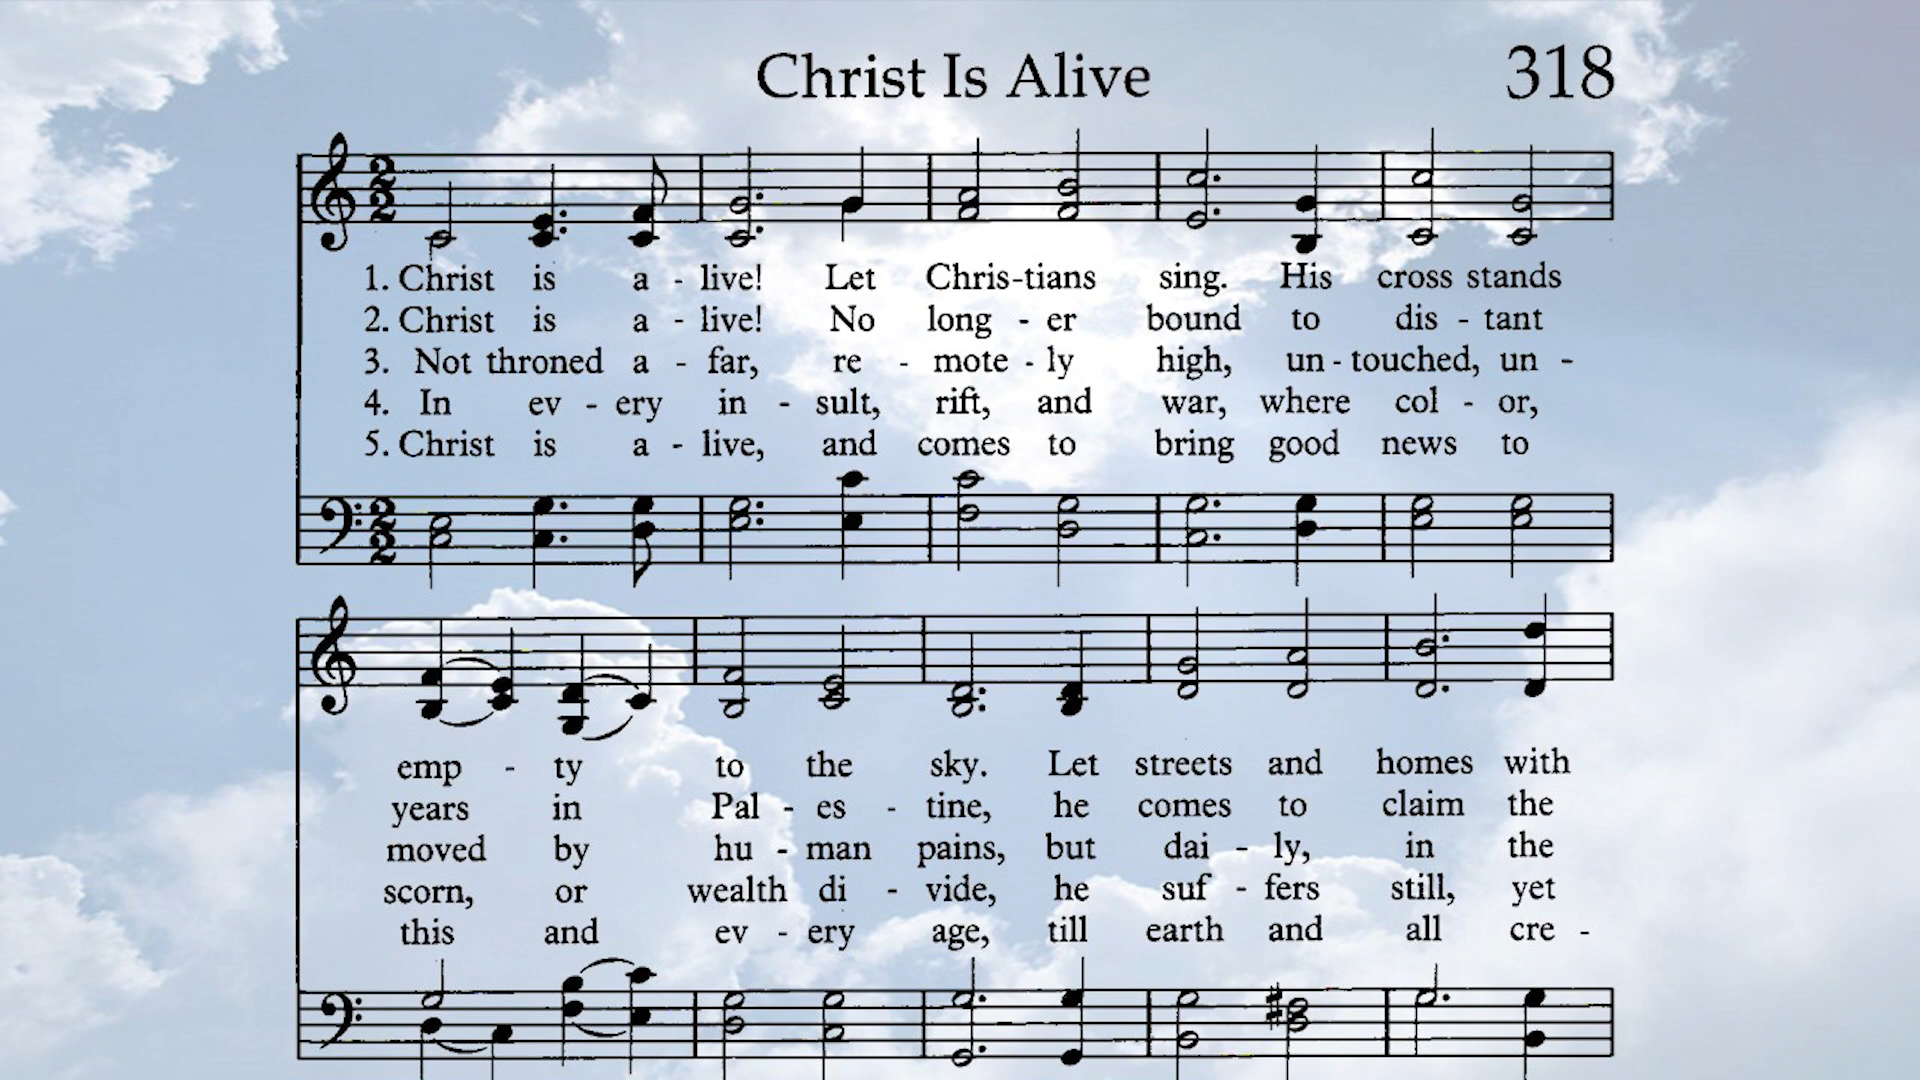 Christ Is Alive 318
1. Christ is a - live! Let Chris-tians sing. His cross stands
2. Christ is a - live! No long - er bound to dis - tant
3. Not throned a - far, re - mote - ly high, un - touched, un -
4. In ev - ery in - sult, rift, and war, where col - or,
5. Christ is a - live, and comes to bring good news to
emp - ty to the sky. Let streets and homes with
years in Pal - es - tine, he comes to claim the
moved by hu - man pains, but dai - ly, in the
scorn, or wealth di - vide, he suf - fers still, yet
this and ev - ery age, till earth and all cre -